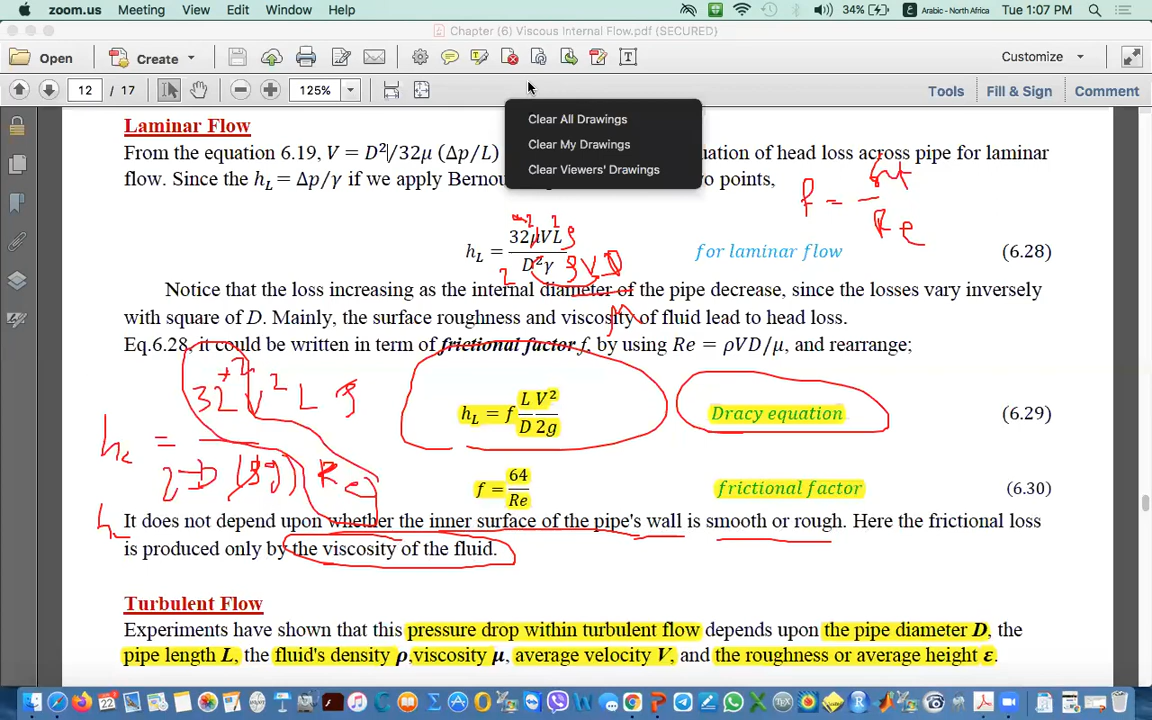 zoom.us Meeting View Edit Window Help 34% Arabic - North Africa Tue 1:07 PM
Chapter (6) Viscous Internal Flow.pdf (SECURED)
Open Create Customize
12 / 17 125% Tools Fill & Sign Comment
Clear All Drawings
Clear My Drawings
Clear Viewers' Drawings
Laminar Flow
From the equation 6.19, V = D²/32μ (Δp/L) uation of head loss across pipe for laminar
flow. Since the h_L = Δp/γ if we apply Berno wo points,
f = 64/Re
h_L = 32μVL/D²γ for laminar flow (6.28)
Notice that the loss increasing as the internal diameter of the pipe decrease, since the losses vary inversely
with square of D. Mainly, the surface roughness and viscosity of fluid lead to head loss.
Eq.6.28, it could be written in term of frictional factor f, by using Re = ρVD/μ, and rearrange;
h_L = f L/D V²/2g Dracy equation (6.29)
f = 64/Re frictional factor (6.30)
It does not depend upon whether the inner surface of the pipe's wall is smooth or rough. Here the frictional loss
is produced only by the viscosity of the fluid.
Turbulent Flow
Experiments have shown that this pressure drop within turbulent flow depends upon the pipe diameter D, the
pipe length L, the fluid's density ρ,viscosity μ, average velocity V, and the roughness or average height ε.